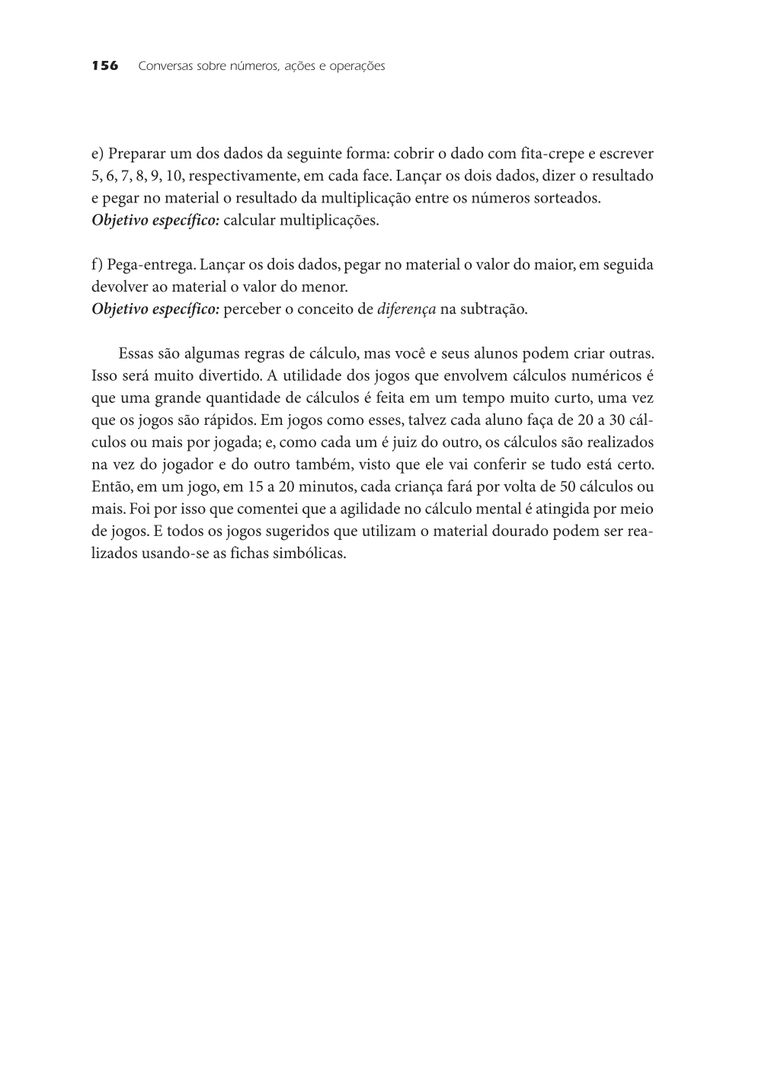 156 Conversas sobre números, ações e operações
e) Preparar um dos dados da seguinte forma: cobrir o dado com fita-crepe e escrever
5, 6, 7, 8, 9, 10, respectivamente, em cada face. Lançar os dois dados, dizer o resultado
e pegar no material o resultado da multiplicação entre os números sorteados.
Objetivo específico: calcular multiplicações.
f) Pega-entrega. Lançar os dois dados, pegar no material o valor do maior, em seguida
devolver ao material o valor do menor.
Objetivo específico: perceber o conceito de diferença na subtração.
Essas são algumas regras de cálculo, mas você e seus alunos podem criar outras.
Isso será muito divertido. A utilidade dos jogos que envolvem cálculos numéricos é
que uma grande quantidade de cálculos é feita em um tempo muito curto, uma vez
que os jogos são rápidos. Em jogos como esses, talvez cada aluno faça de 20 a 30 cál-
culos ou mais por jogada; e, como cada um é juiz do outro, os cálculos são realizados
na vez do jogador e do outro também, visto que ele vai conferir se tudo está certo.
Então, em um jogo, em 15 a 20 minutos, cada criança fará por volta de 50 cálculos ou
mais. Foi por isso que comentei que a agilidade no cálculo mental é atingida por meio
de jogos. E todos os jogos sugeridos que utilizam o material dourado podem ser rea-
lizados usando-se as fichas simbólicas.